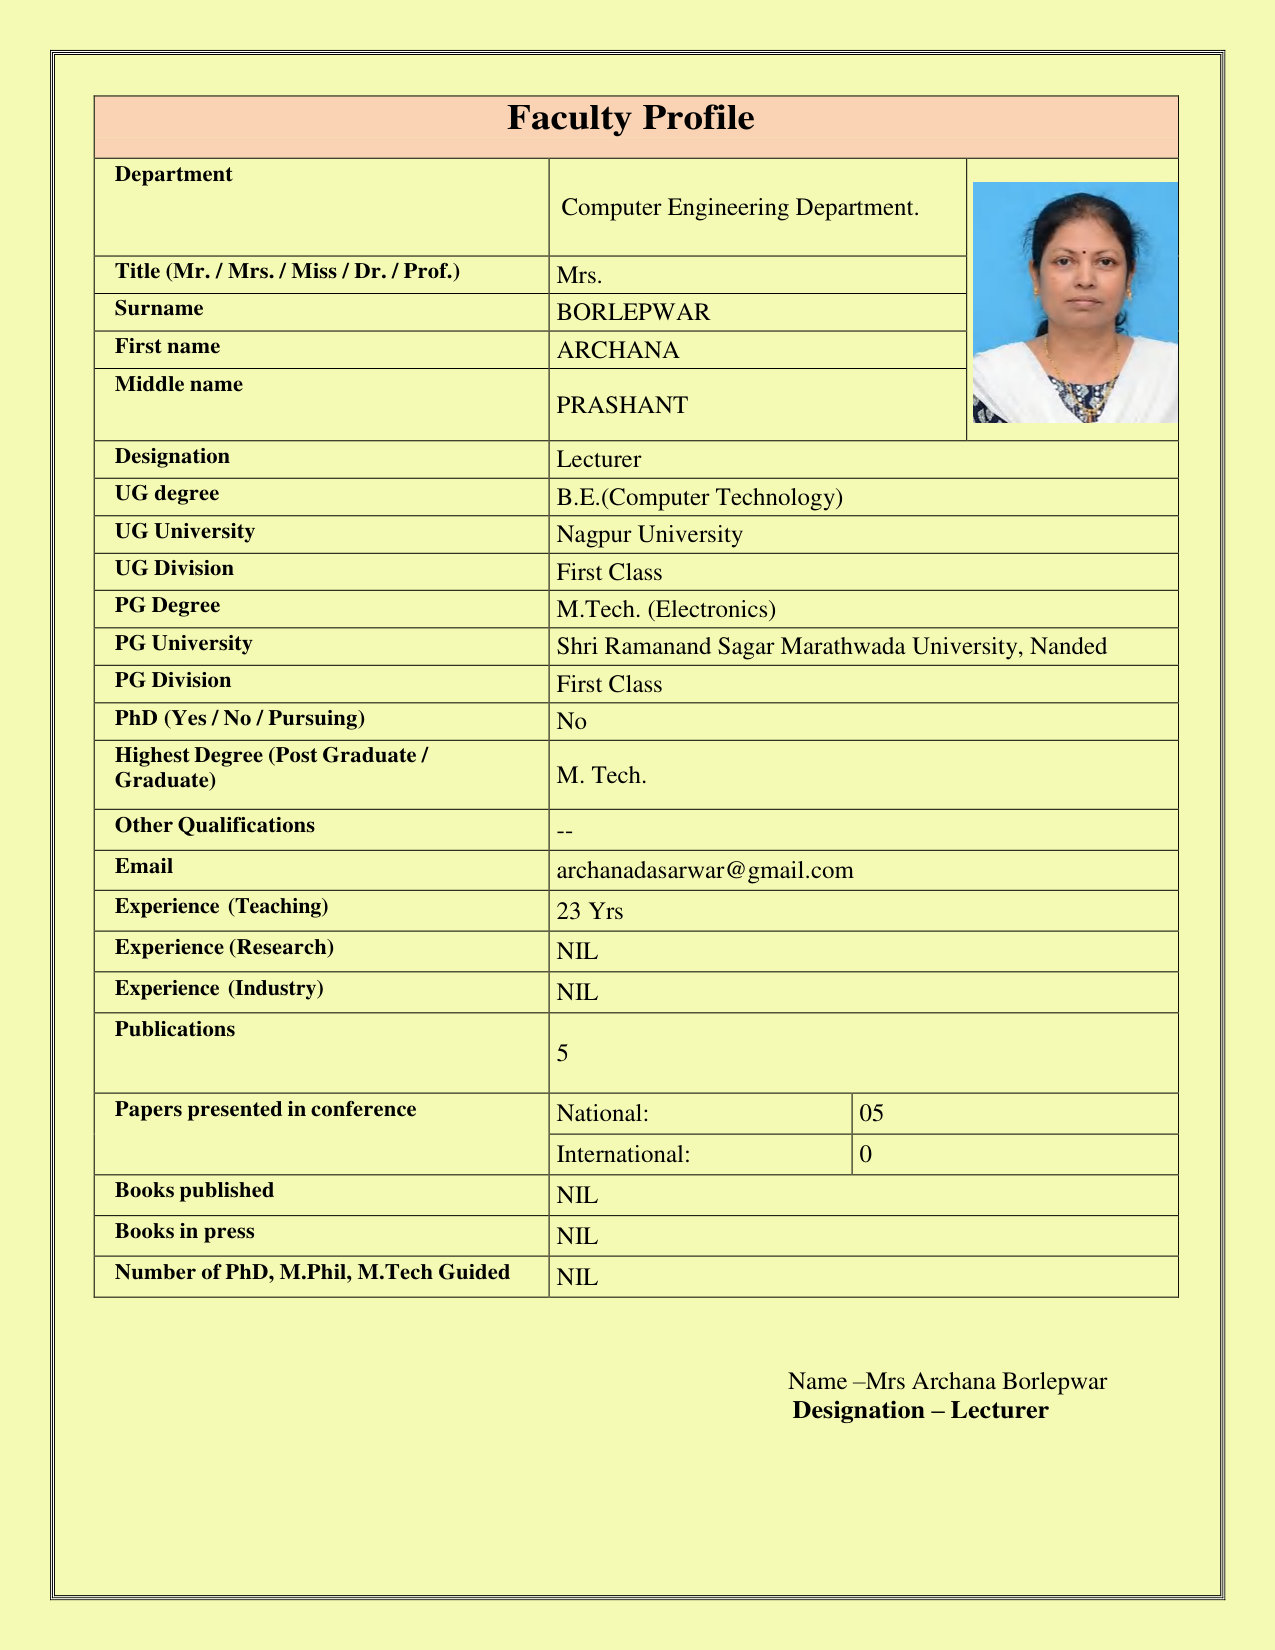 Faculty Profile
Department
Computer Engineering Department.
Title (Mr. / Mrs. / Miss / Dr. / Prof.)
Mrs.
Surname
BORLEPWAR
First name
ARCHANA
Middle name
PRASHANT
Designation
Lecturer
UG degree
B.E.(Computer Technology)
UG University
Nagpur University
UG Division
First Class
PG Degree
M.Tech. (Electronics)
PG University
Shri Ramanand Sagar Marathwada University, Nanded
PG Division
First Class
PhD (Yes / No / Pursuing)
No
Highest Degree (Post Graduate /
Graduate)
M. Tech.
Other Qualifications
--
Email
archanadasarwar@gmail.com
Experience (Teaching)
23 Yrs
Experience (Research)
NIL
Experience (Industry)
NIL
Publications
5
Papers presented in conference
National:
05
International:
0
Books published
NIL
Books in press
NIL
Number of PhD, M.Phil, M.Tech Guided
NIL
Name –Mrs Archana Borlepwar
Designation – Lecturer